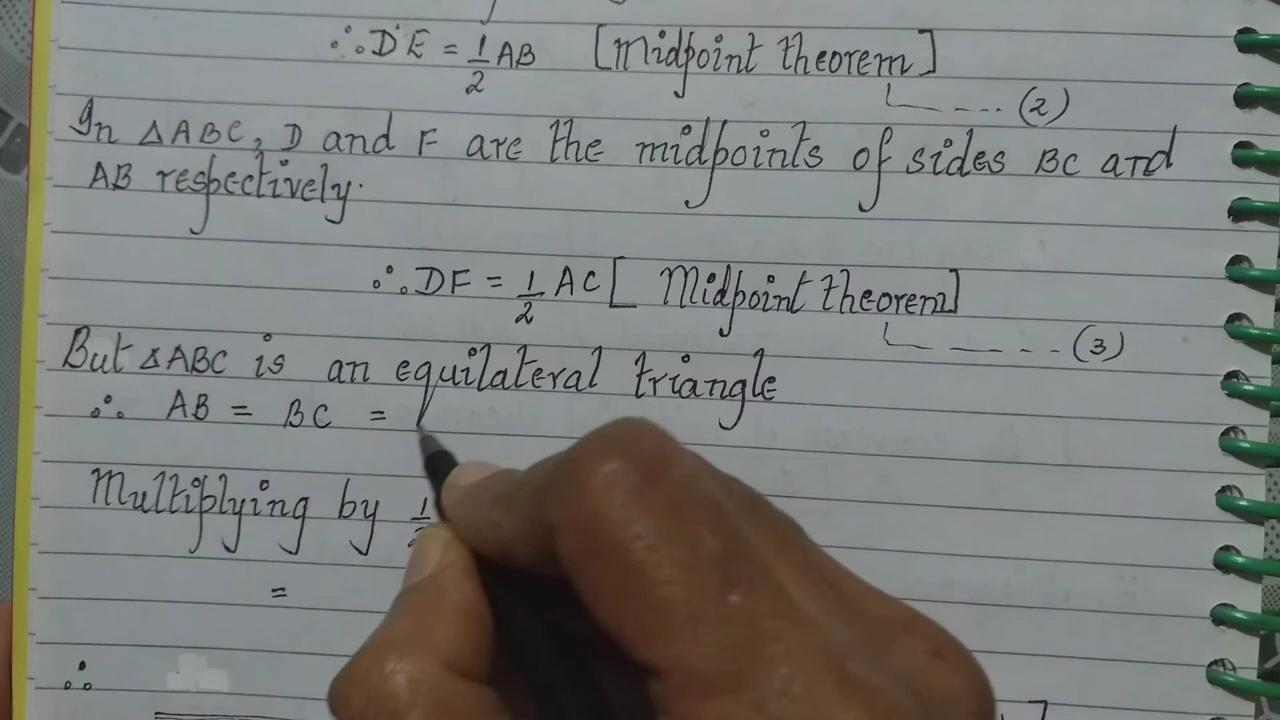 ∴ DE = 1/2 AB [Midpoint theorem]
(2)
In △ABC, D and F are the midpoints of sides BC and
AB respectively.
∴ DF = 1/2 AC [Midpoint theorem]
(3)
But △ABC is an equilateral triangle
∴ AB = BC =
Multiplying by
=
∴